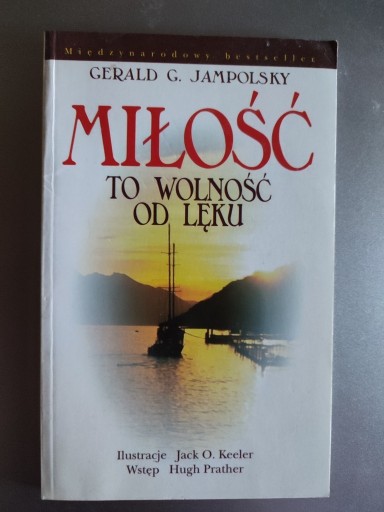 Międzynarodowy bestseller
GERALD G. JAMPOLSKY
MIŁOŚĆ
TO WOLNOŚĆ
OD LĘKU
Ilustracje Jack O. Keeler
Wstęp Hugh Prather